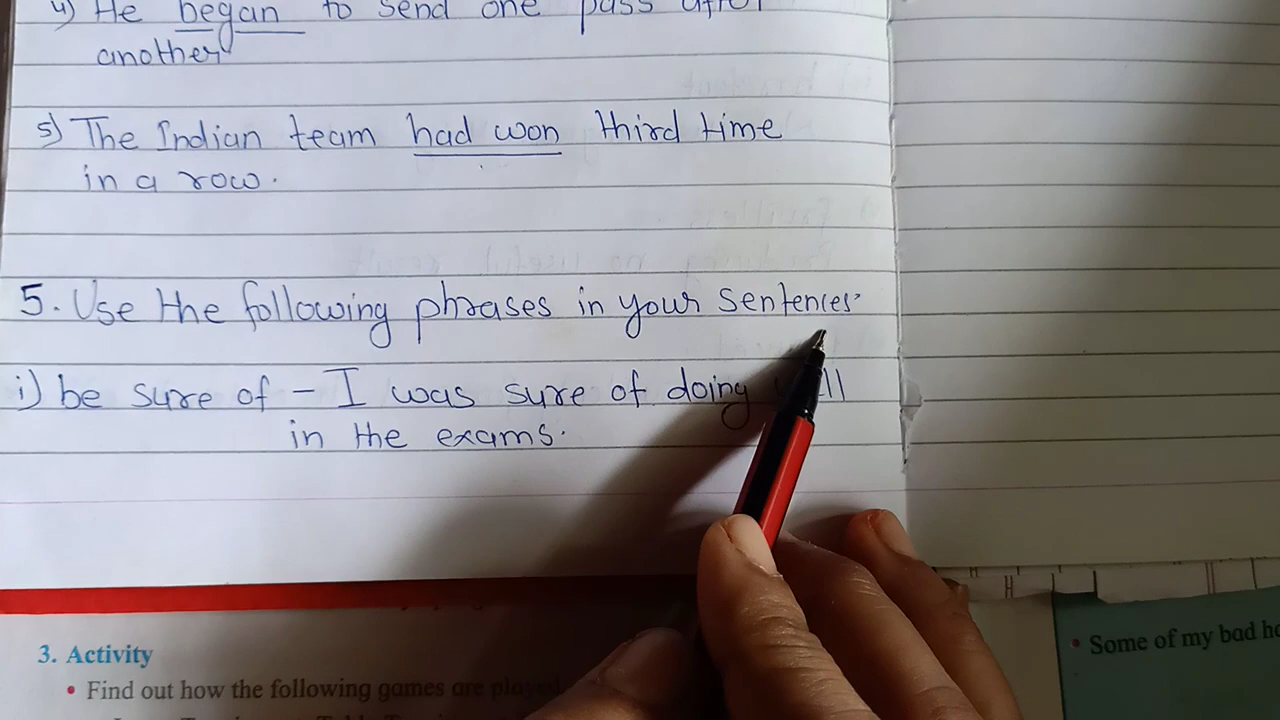 4) He began to send one pass after
another
5) The Indian team had won third time
in a row.
5. Use the following phrases in your sentences.
i) be sure of - I was sure of doing well
in the exams.
3. Activity
• Find out how the following games are played
• Some of my bad